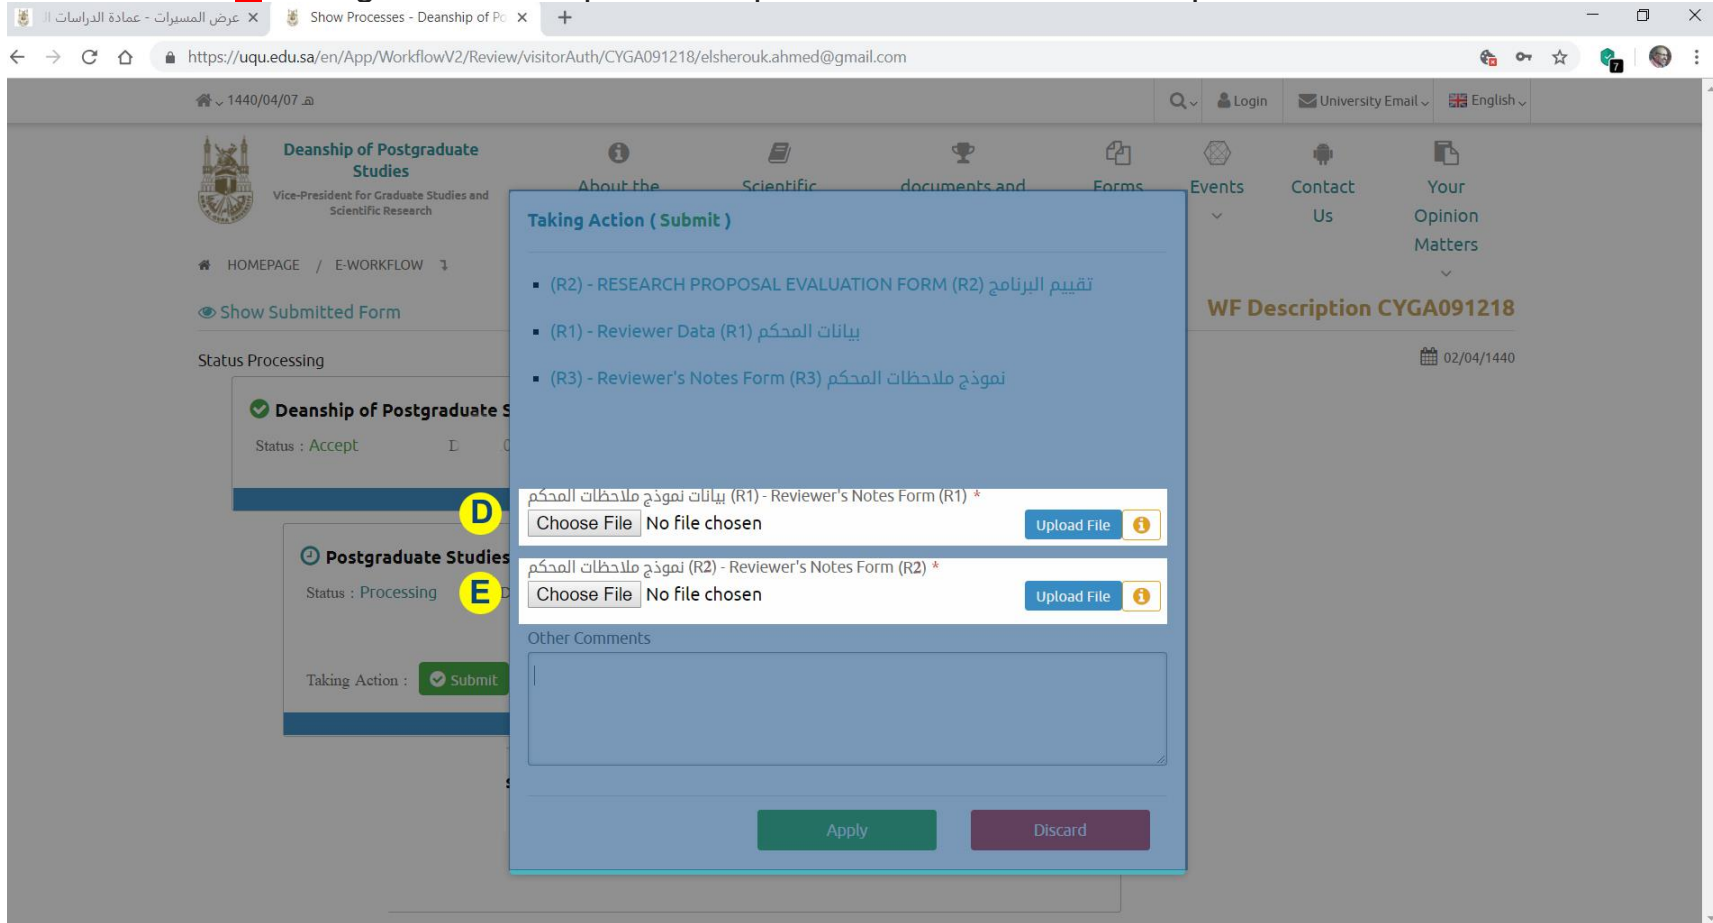 عرض المسيرات - عمادة الدراسات ال
Show Processes - Deanship of Po
https://uqu.edu.sa/en/App/WorkflowV2/Review/visitorAuth/CYGA091218/elsherouk.ahmed@gmail.com
7
1440/04/07 هـ
Login
University Email
English
Deanship of Postgraduate
Studies
Vice-President for Graduate Studies and
Scientific Research
About the
Scientific
documents and
Forms
Events
Contact
Us
Your
Opinion
Matters
HOMEPAGE / E-WORKFLOW
Show Submitted Form
WF Description CYGA091218
Status Processing
02/04/1440
Deanship of Postgraduate S
Status : Accept
Postgraduate Studies
Status : Processing
Taking Action : Submit
Taking Action ( Submit )
(R2) - RESEARCH PROPOSAL EVALUATION FORM (R2) تقييم البرنامج
(R1) - Reviewer Data (R1) بيانات المحكم
(R3) - Reviewer's Notes Form (R3) نموذج ملاحظات المحكم
D
بيانات نموذج ملاحظات المحكم (R1) - Reviewer's Notes Form (R1) *
Choose File No file chosen
Upload File
E
نموذج ملاحظات المحكم (R2) - Reviewer's Notes Form (R2) *
Choose File No file chosen
Upload File
Other Comments
Apply
Discard